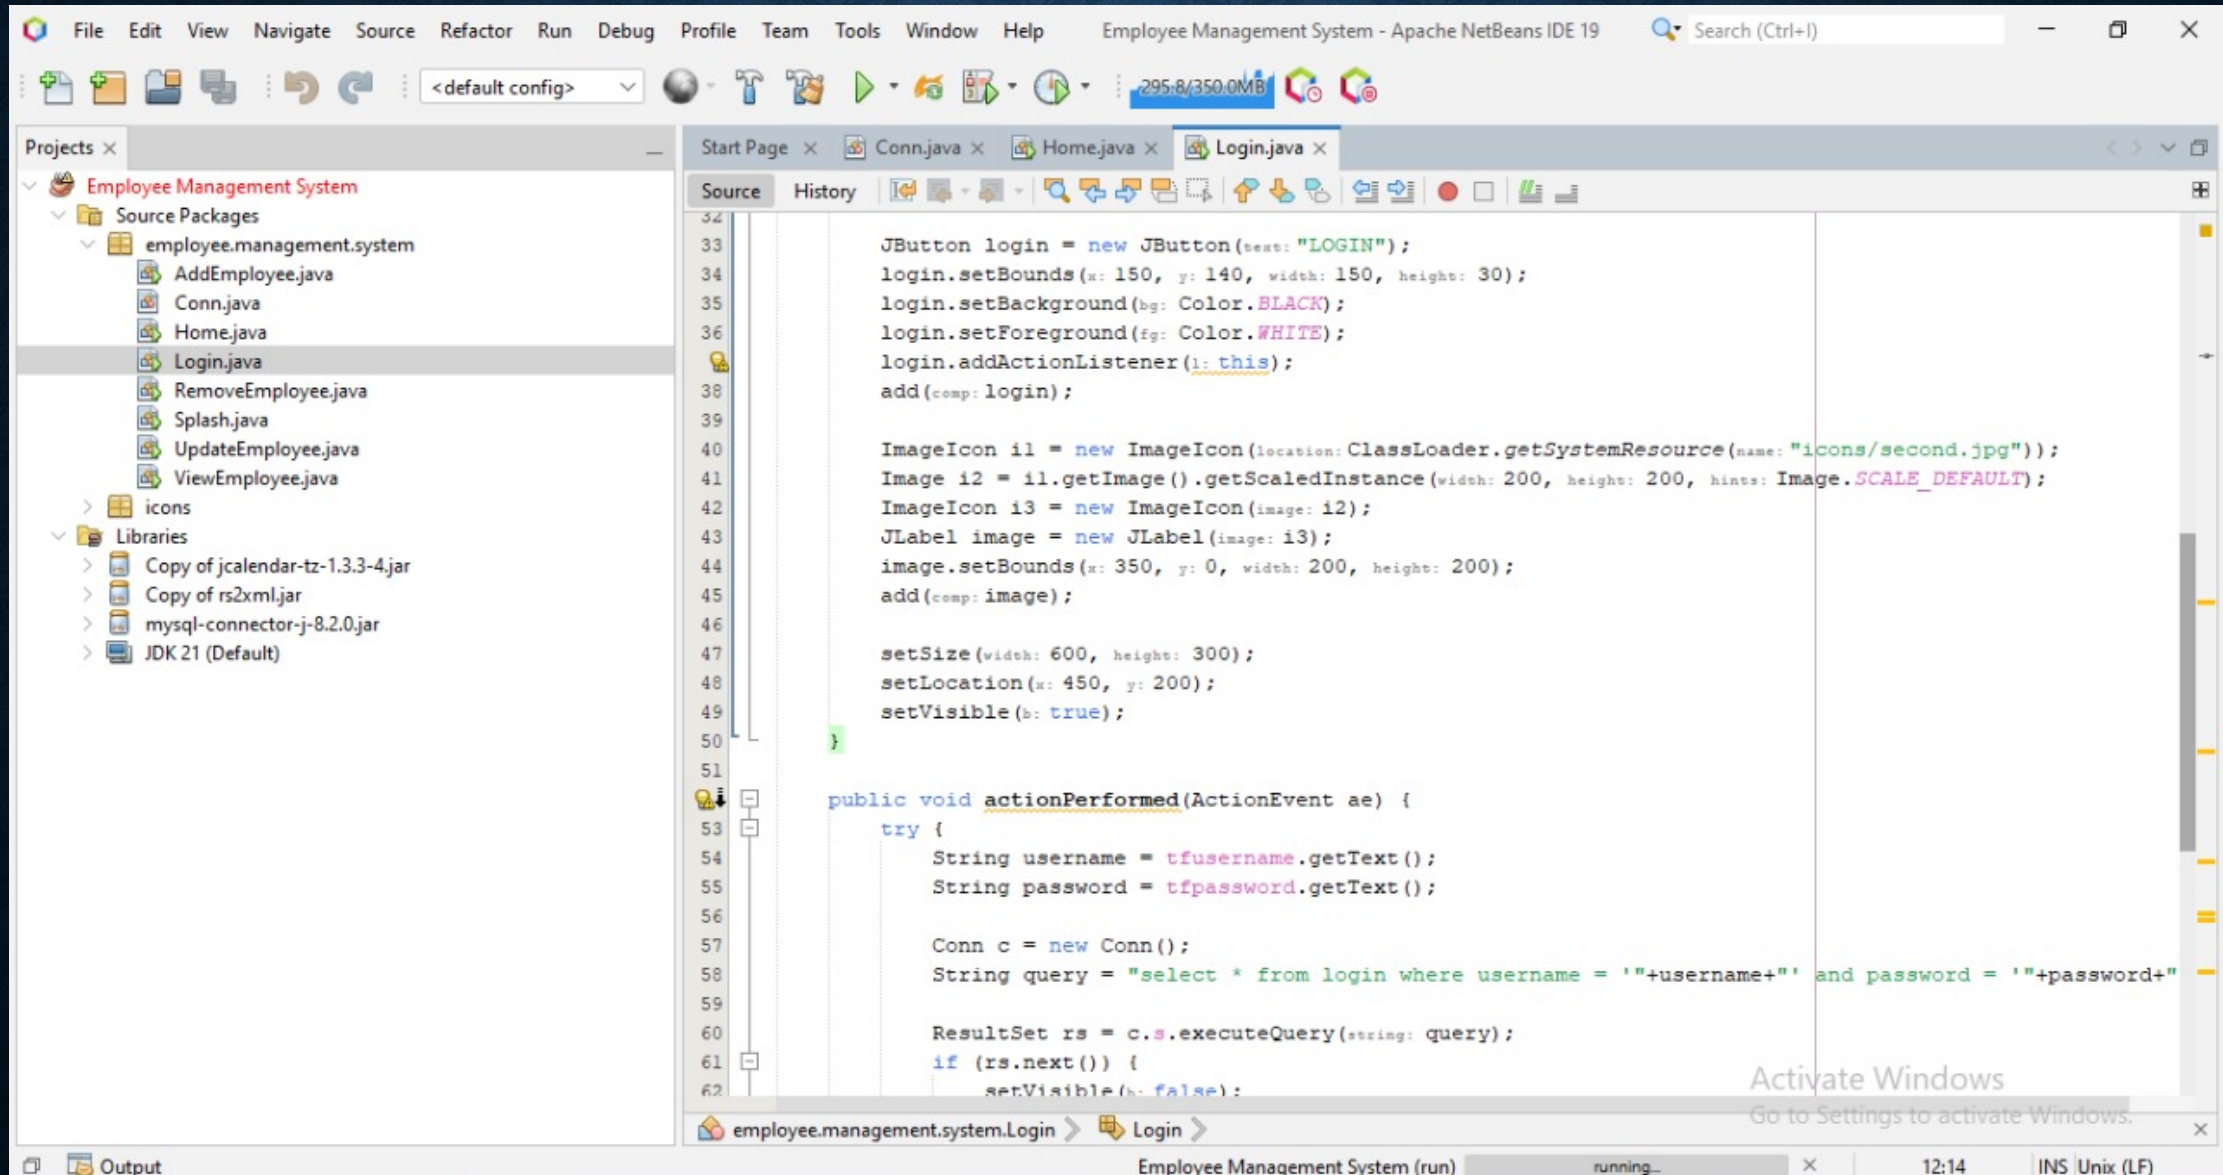 File Edit View Navigate Source Refactor Run Debug Profile Team Tools Window Help Employee Management System - Apache NetBeans IDE 19 Search (Ctrl+I)
<default config> 295.8/350.0MB
Projects
Employee Management System
Source Packages
employee.management.system
AddEmployee.java
Conn.java
Home.java
Login.java
RemoveEmployee.java
Splash.java
UpdateEmployee.java
ViewEmployee.java
icons
Libraries
Copy of jcalendar-tz-1.3.3-4.jar
Copy of rs2xml.jar
mysql-connector-j-8.2.0.jar
JDK 21 (Default)
Start Page Conn.java Home.java Login.java
Source History
32
33 JButton login = new JButton(text: "LOGIN");
34 login.setBounds(x: 150, y: 140, width: 150, height: 30);
35 login.setBackground(bg: Color.BLACK);
36 login.setForeground(fg: Color.WHITE);
login.addActionListener(l: this);
38 add(comp: login);
39
40 ImageIcon i1 = new ImageIcon(location: ClassLoader.getSystemResource(name: "icons/second.jpg"));
41 Image i2 = i1.getImage().getScaledInstance(width: 200, height: 200, hints: Image.SCALE_DEFAULT);
42 ImageIcon i3 = new ImageIcon(image: i2);
43 JLabel image = new JLabel(image: i3);
44 image.setBounds(x: 350, y: 0, width: 200, height: 200);
45 add(comp: image);
46
47 setSize(width: 600, height: 300);
48 setLocation(x: 450, y: 200);
49 setVisible(b: true);
50 }
51
public void actionPerformed(ActionEvent ae) {
53 try {
54 String username = tfusername.getText();
55 String password = tfpassword.getText();
56
57 Conn c = new Conn();
58 String query = "select * from login where username = '"+username+"' and password = '"+password+"
59
60 ResultSet rs = c.s.executeQuery(string: query);
61 if (rs.next()) {
62 setVisible(b: false);
Activate Windows
Go to Settings to activate Windows.
employee.management.system.Login Login
Output Employee Management System (run) running... 12:14 INS Unix (LF)